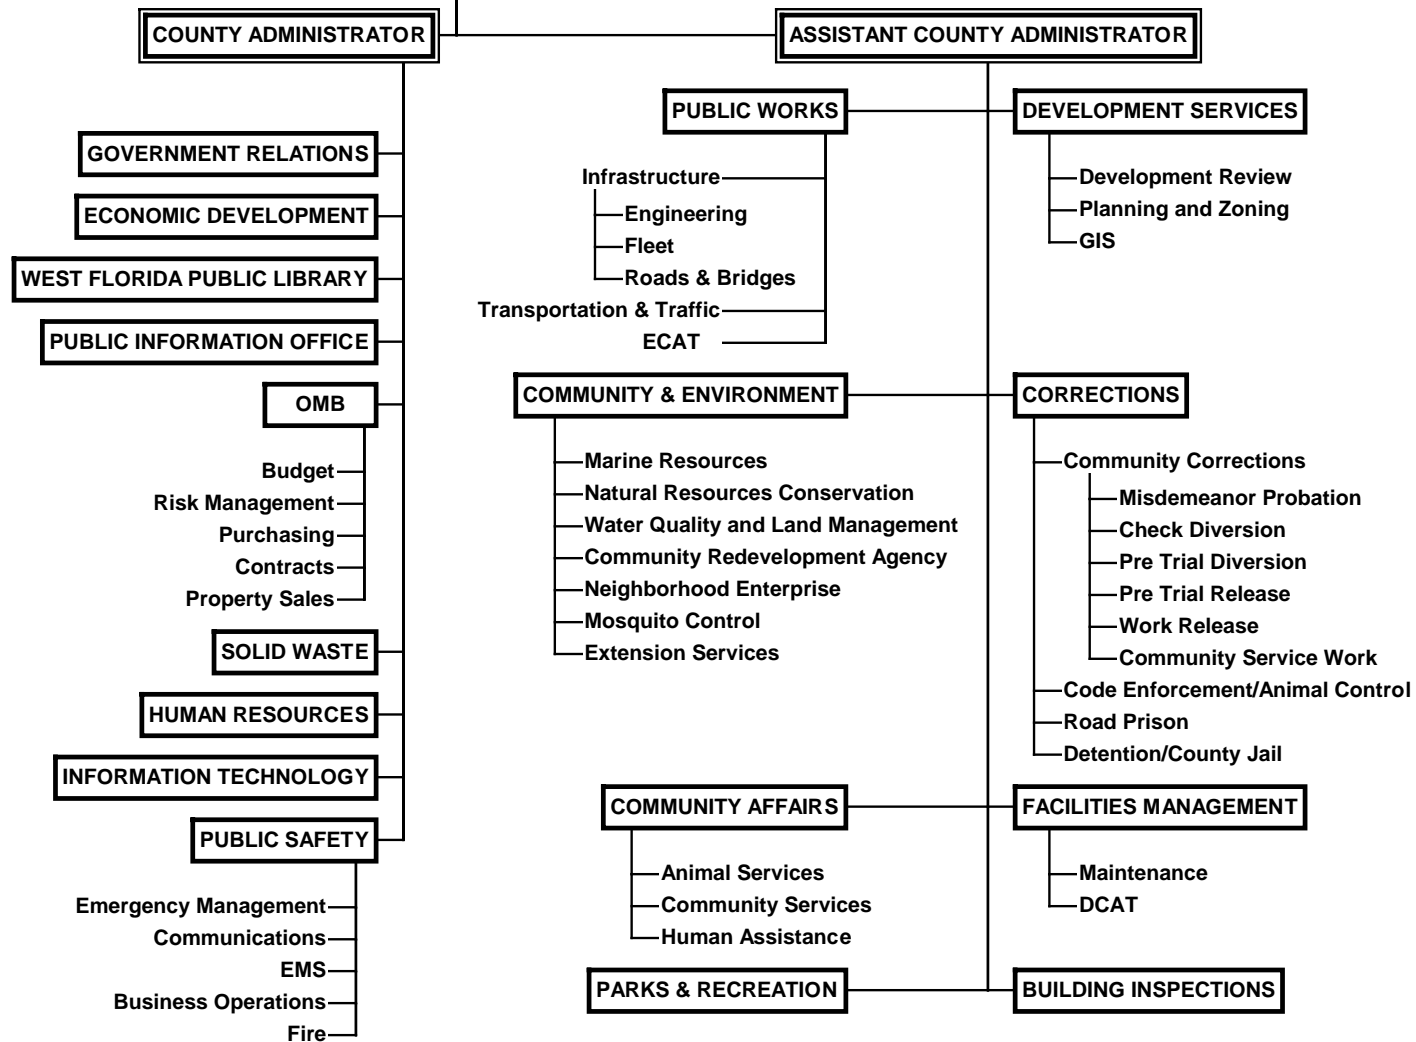 COUNTY ADMINISTRATOR
ASSISTANT COUNTY ADMINISTRATOR
GOVERNMENT RELATIONS
ECONOMIC DEVELOPMENT
WEST FLORIDA PUBLIC LIBRARY
PUBLIC INFORMATION OFFICE
OMB
Budget
Risk Management
Purchasing
Contracts
Property Sales
SOLID WASTE
HUMAN RESOURCES
INFORMATION TECHNOLOGY
PUBLIC SAFETY
Emergency Management
Communications
EMS
Business Operations
Fire
PUBLIC WORKS
Infrastructure
Engineering
Fleet
Roads & Bridges
Transportation & Traffic
ECAT
DEVELOPMENT SERVICES
Development Review
Planning and Zoning
GIS
COMMUNITY & ENVIRONMENT
Marine Resources
Natural Resources Conservation
Water Quality and Land Management
Community Redevelopment Agency
Neighborhood Enterprise
Mosquito Control
Extension Services
CORRECTIONS
Community Corrections
Misdemeanor Probation
Check Diversion
Pre Trial Diversion
Pre Trial Release
Work Release
Community Service Work
Code Enforcement/Animal Control
Road Prison
Detention/County Jail
COMMUNITY AFFAIRS
Animal Services
Community Services
Human Assistance
FACILITIES MANAGEMENT
Maintenance
DCAT
PARKS & RECREATION
BUILDING INSPECTIONS